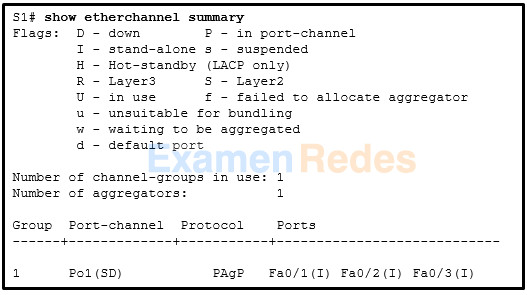 S1# show etherchannel summary
Flags:  D - down         P - in port-channel
        I - stand-alone s - suspended
        H - Hot-standby (LACP only)
        R - Layer3       S - Layer2
        U - in use       f - failed to allocate aggregator
        u - unsuitable for bundling
        w - waiting to be aggregated
        d - default port
ExamenRedes
Number of channel-groups in use: 1
Number of aggregators:           1
Group  Port-channel  Protocol    Ports
------+-------------+-----------+-----------------------------
1      Po1(SD)           PAgP   Fa0/1(I) Fa0/2(I) Fa0/3(I)